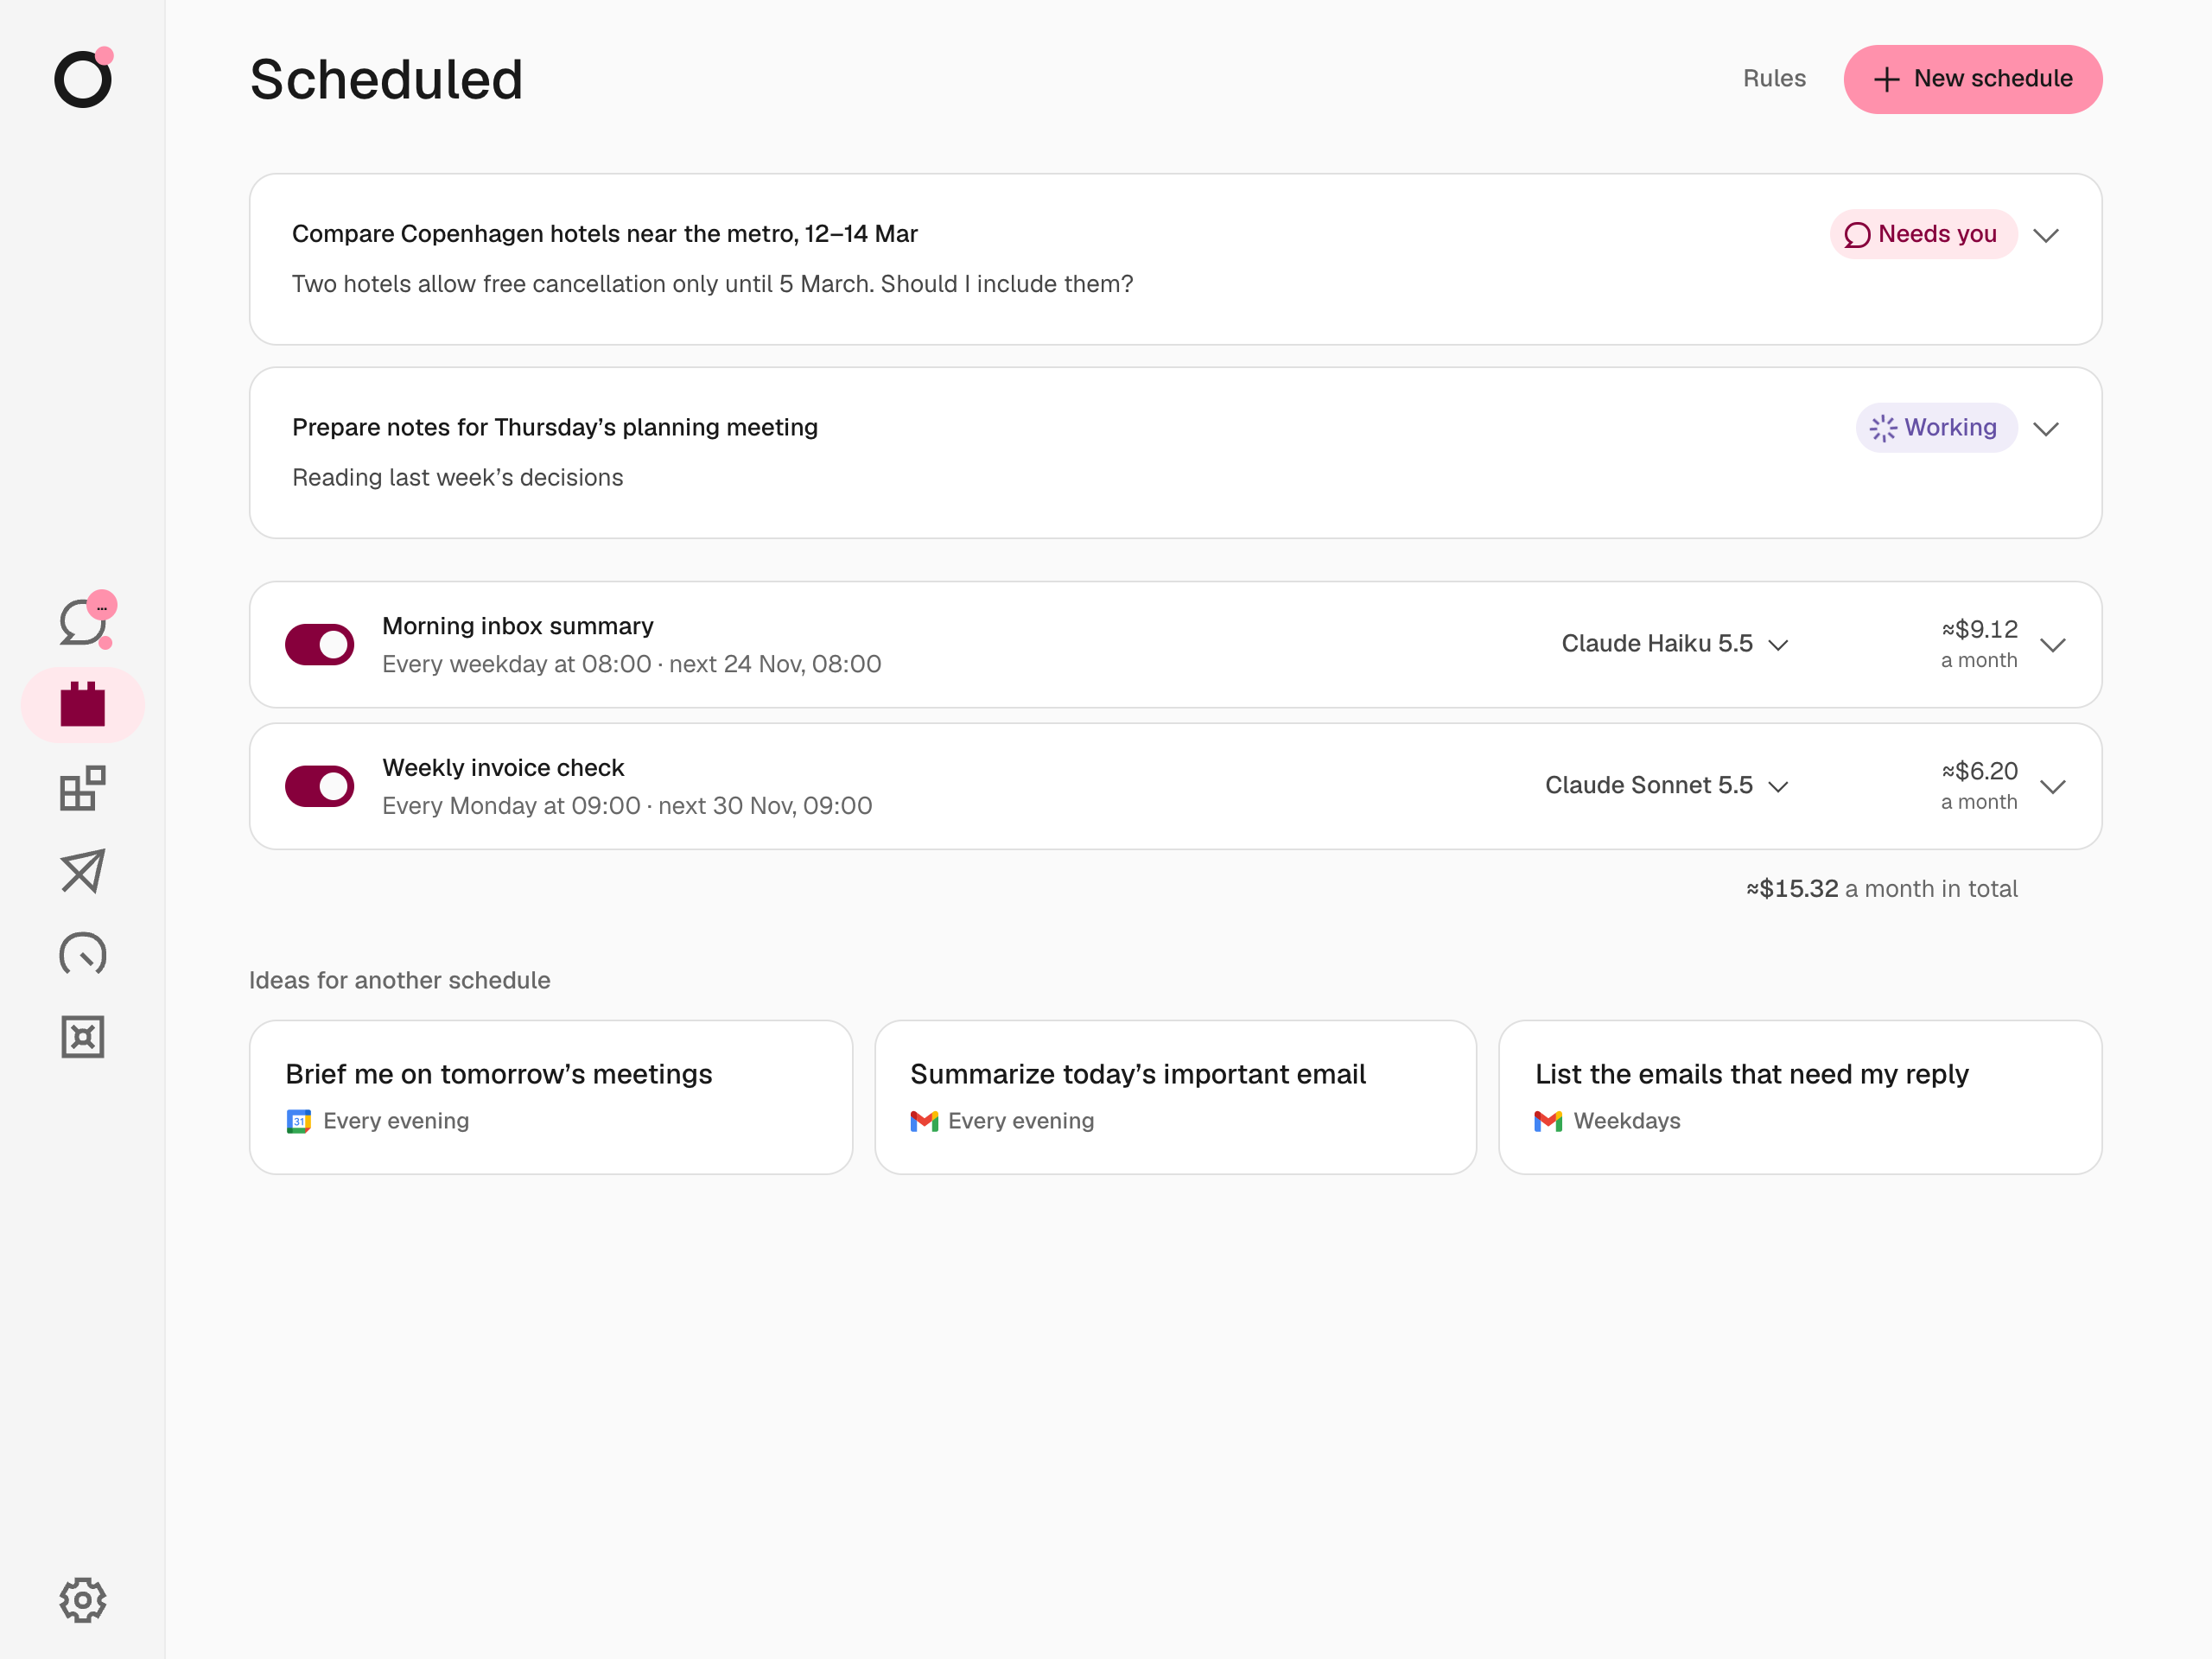 Scheduled
Rules
New schedule
Compare Copenhagen hotels near the metro, 12–14 Mar
Needs you
Two hotels allow free cancellation only until 5 March. Should I include them?
Prepare notes for Thursday’s planning meeting
Working
Reading last week’s decisions
...
Morning inbox summary
Every weekday at 08:00 · next 24 Nov, 08:00
Claude Haiku 5.5
≈$9.12
a month
Weekly invoice check
Every Monday at 09:00 · next 30 Nov, 09:00
Claude Sonnet 5.5
≈$6.20
a month
≈$15.32 a month in total
Ideas for another schedule
Brief me on tomorrow’s meetings
31
Every evening
Summarize today’s important email
Every evening
List the emails that need my reply
Weekdays